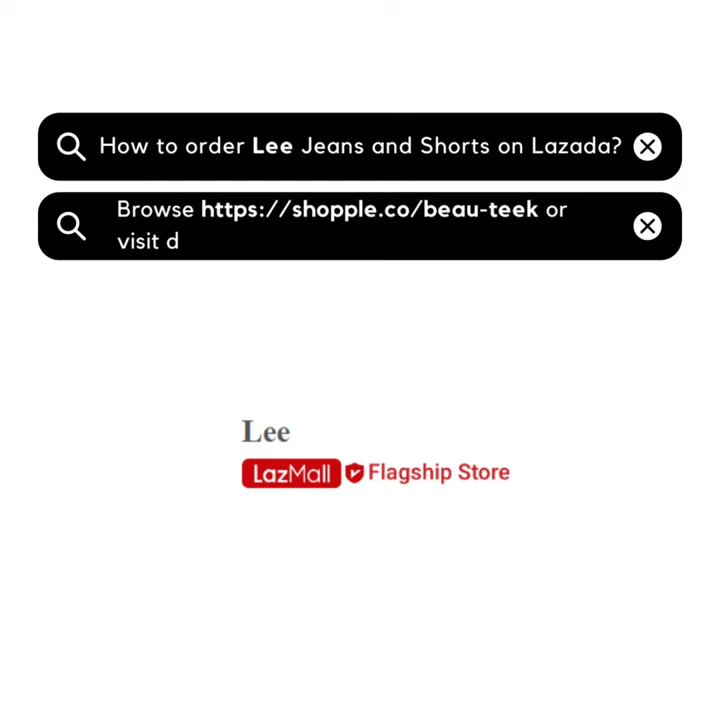 How to order Lee Jeans and Shorts on Lazada?
Browse https://shopple.co/beau-teek or
visit d
Lee
LazMall Flagship Store